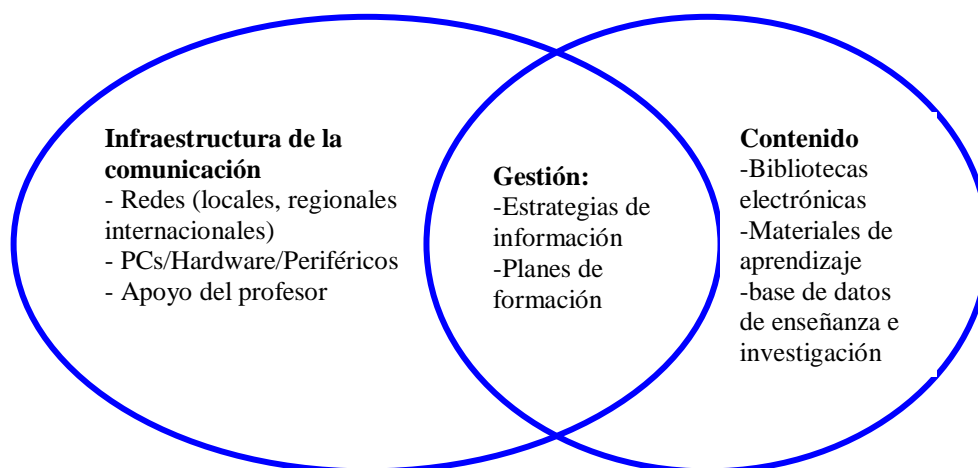 Infraestructura de la
comunicación
- Redes (locales, regionales
internacionales)
- PCs/Hardware/Periféricos
- Apoyo del profesor
Gestión:
-Estrategias de
información
-Planes de
formación
Contenido
-Bibliotecas
electrónicas
-Materiales de
aprendizaje
-base de datos
de enseñanza e
investigación